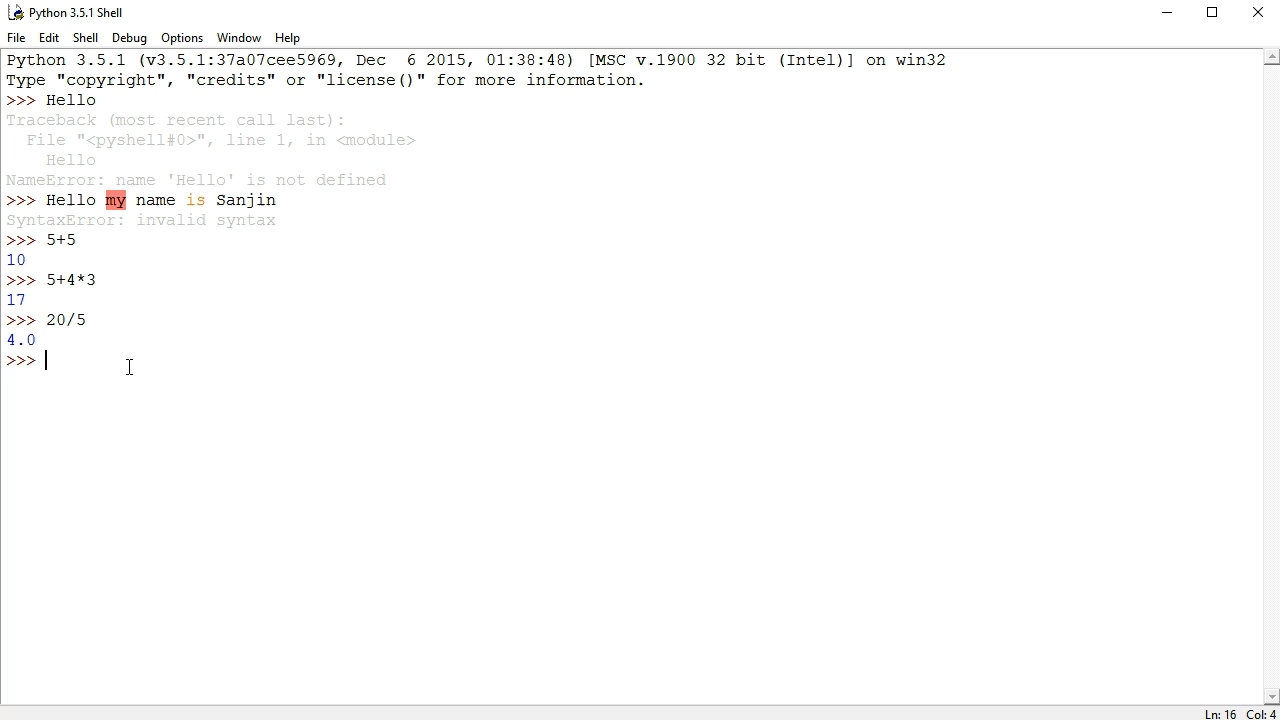 Python 3.5.1 Shell
File Edit Shell Debug Options Window Help
Python 3.5.1 (v3.5.1:37a07cee5969, Dec  6 2015, 01:38:48) [MSC v.1900 32 bit (Intel)] on win32
Type "copyright", "credits" or "license()" for more information.
>>> Hello
Traceback (most recent call last):
  File "<pyshell#0>", line 1, in <module>
    Hello
NameError: name 'Hello' is not defined
>>> Hello my name is Sanjin
SyntaxError: invalid syntax
>>> 5+5
10
>>> 5+4*3
17
>>> 20/5
4.0
>>>
Ln: 16 Col: 4